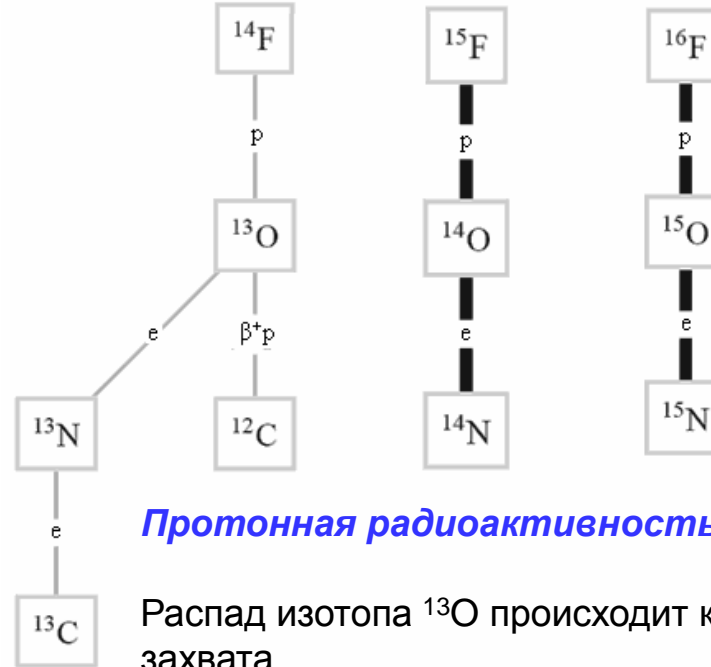 ¹⁴F ¹⁵F ¹⁶F
p p p
¹³O ¹⁴O ¹⁵O
e β⁺p e e
¹³N ¹²C ¹⁴N ¹⁵N
e
Протонная радиоактивность
¹³C Распад изотопа ¹³O происходит к
захвата